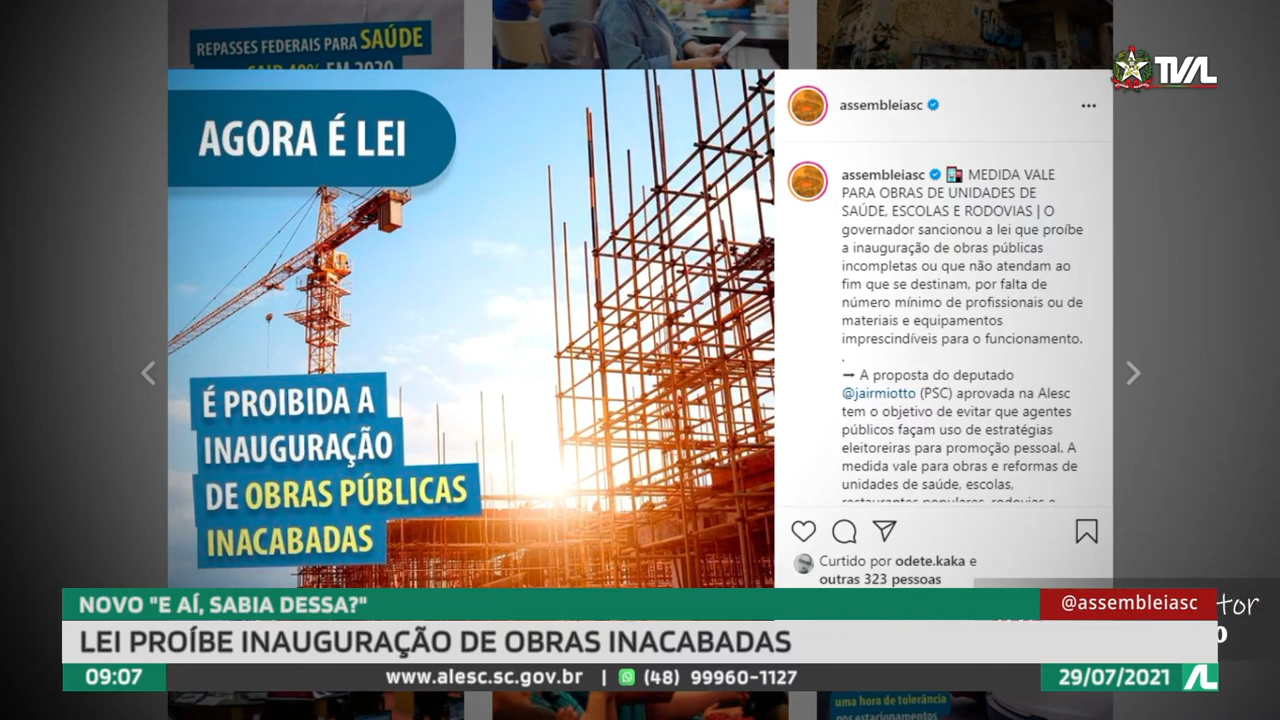 REPASSES FEDERAIS PARA SAÚDE
TVAL
AGORA É LEI
É PROIBIDA A
INAUGURAÇÃO
DE OBRAS PÚBLICAS
INACABADAS
assembleiasc
assembleiasc MEDIDA VALE
PARA OBRAS DE UNIDADES DE
SAÚDE, ESCOLAS E RODOVIAS | O
governador sancionou a lei que proíbe
a inauguração de obras públicas
incompletas ou que não atendam ao
fim que se destinam, por falta de
número mínimo de profissionais ou de
materiais e equipamentos
imprescindíveis para o funcionamento.
.
→ A proposta do deputado
@jairmiotto (PSC) aprovada na Alesc
tem o objetivo de evitar que agentes
públicos façam uso de estratégias
eleitoreiras para promoção pessoal. A
medida vale para obras e reformas de
unidades de saúde, escolas,
restaurantes populares, rodovias e
Curtido por odete.kaka e
outras 323 pessoas
NOVO "E AÍ, SABIA DESSA?"
@assembleiasc
tor
LEI PROÍBE INAUGURAÇÃO DE OBRAS INACABADAS
09:07
www.alesc.sc.gov.br | (48) 99960-1127
29/07/2021
uma hora de tolerância
nos estacionamentos